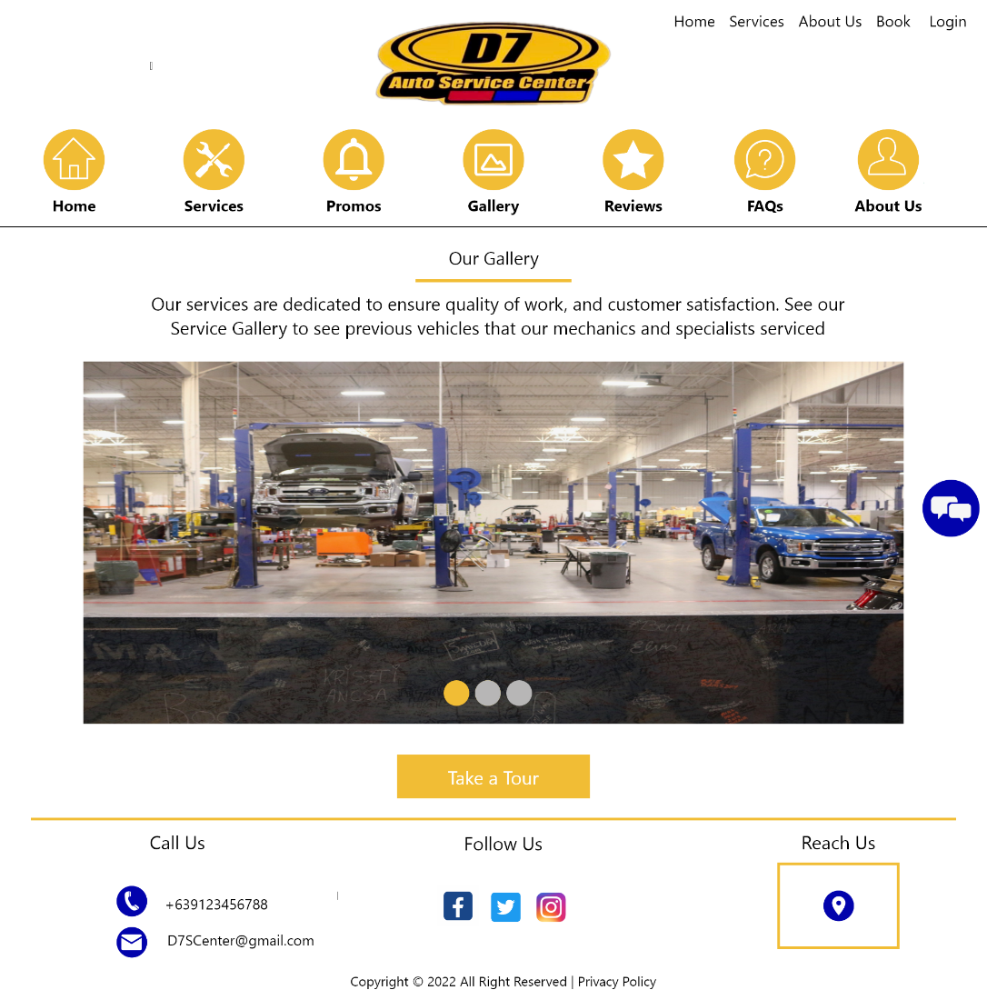 Home Services About Us Book Login
D7
Auto Service Center
Home Services Promos Gallery Reviews FAQs About Us
Our Gallery
Our services are dedicated to ensure quality of work, and customer satisfaction. See our
Service Gallery to see previous vehicles that our mechanics and specialists serviced
KRISSTI
Take a Tour
Call Us Follow Us Reach Us
+639123456788
D7SCenter@gmail.com
Copyright © 2022 All Right Reserved | Privacy Policy